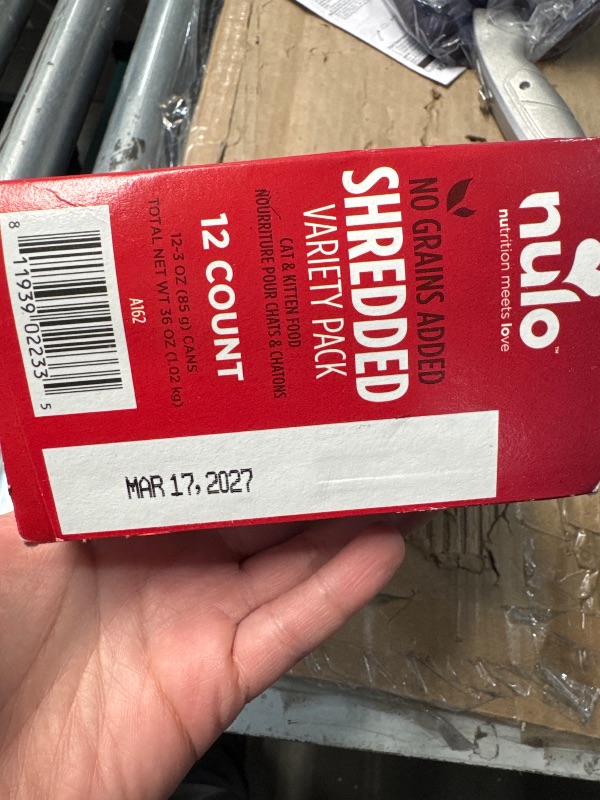 nulo™
nutrition meets love
NO GRAINS ADDED
SHREDDED
VARIETY PACK
CAT & KITTEN FOOD
NOURRITURE POUR CHATS & CHATONS
12 COUNT
12-3 OZ (85 g) CANS
TOTAL NET WT 36 OZ (1.02 kg)
A162
8 11939 02233 5
MAR 17, 2027